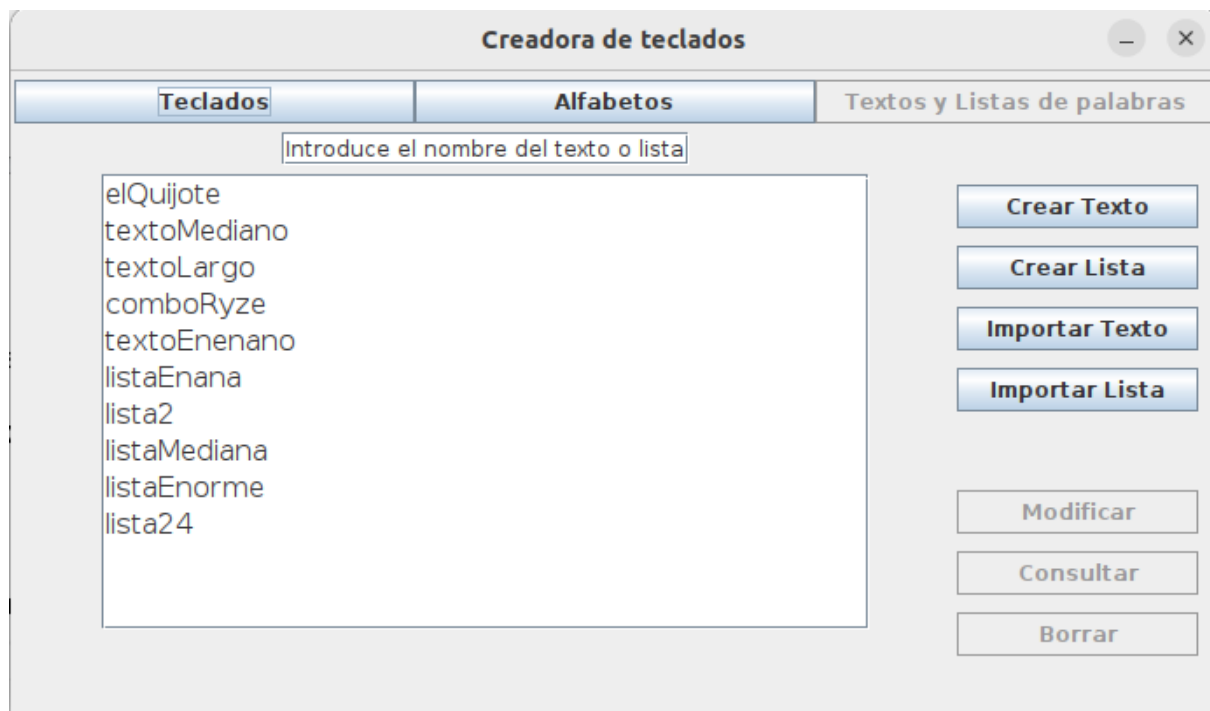 Creadora de teclados
Teclados
Alfabetos
Textos y Listas de palabras
Introduce el nombre del texto o lista
elQuijote
textoMediano
textoLargo
comboRyze
textoEnenano
listaEnana
lista2
listaMediana
listaEnorme
lista24
Crear Texto
Crear Lista
Importar Texto
Importar Lista
Modificar
Consultar
Borrar